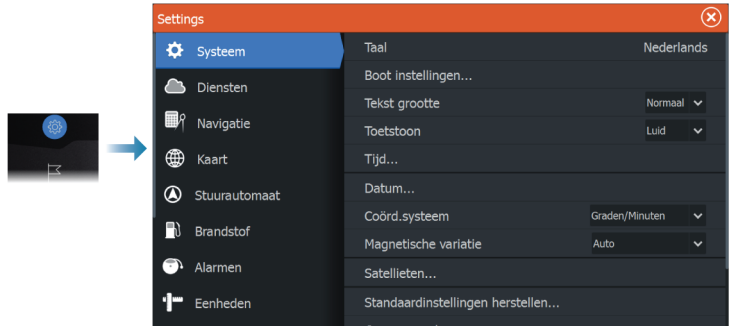 Settings
Systeem
Diensten
Navigatie
Kaart
Stuurautomaat
Brandstof
Alarmen
Eenheden
Taal Nederlands
Boot instellingen...
Tekst grootte Normaal
Toetstoon Luid
Tijd...
Datum...
Coörd.systeem Graden/Minuten
Magnetische variatie Auto
Satellieten...
Standaardinstellingen herstellen...